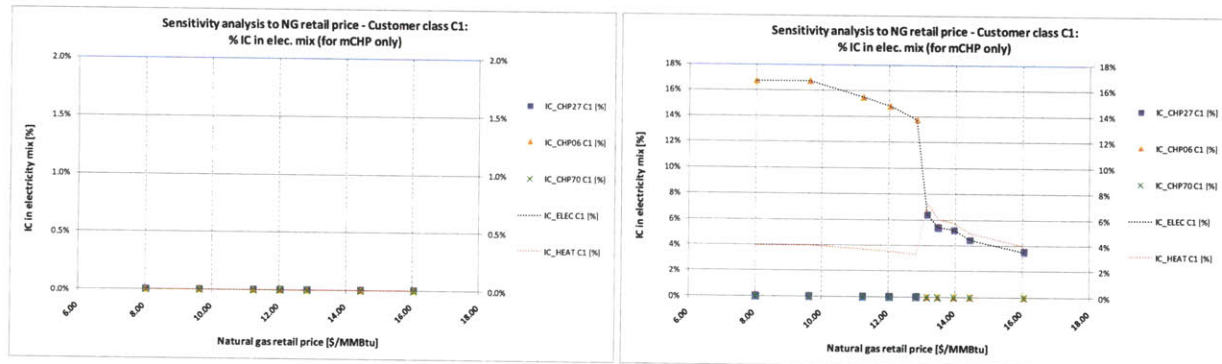 Sensitivity analysis to NG retail price - Customer class C1:
% IC in elec. mix (for mCHP only)
2.0%
1.5%
1.0%
0.5%
0.0%
IC in electricity mix [%]
2.0%
1.5%
1.0%
0.5%
0.0%
6.00 8.00 10.00 12.00 14.00 16.00 18.00
Natural gas retail price [$/MMBtu]
IC_CHP27 C1 [%]
IC_CHP06 C1 [%]
IC_CHP70 C1 [%]
IC_ELEC C1 [%]
IC_HEAT C1 [%]
Sensitivity analysis to NG retail price - Customer class C1:
% IC in elec. mix (for mCHP only)
18%
16%
14%
12%
10%
8%
6%
4%
2%
0%
IC in electricity mix [%]
18%
16%
14%
12%
10%
8%
6%
4%
2%
0%
6.00 8.00 10.00 12.00 14.00 16.00 18.00
Natural gas retail price [$/MMBtu]
IC_CHP27 C1 [%]
IC_CHP06 C1 [%]
IC_CHP70 C1 [%]
IC_ELEC C1 [%]
IC_HEAT C1 [%]